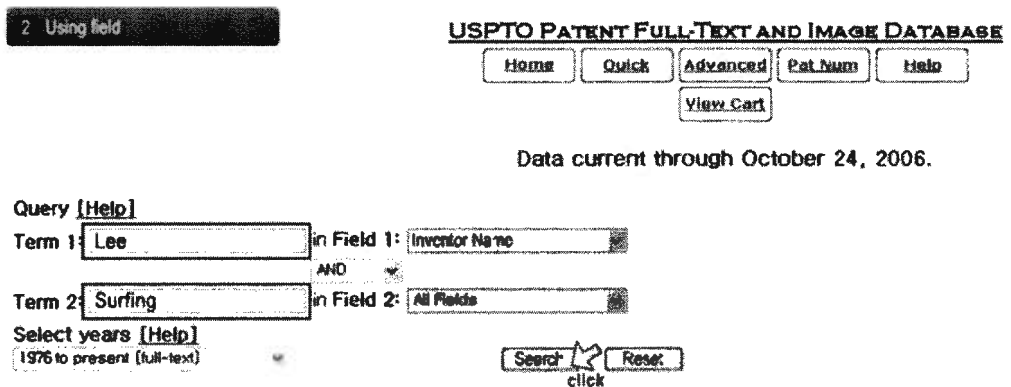 2 Using field
USPTO PATENT FULL-TEXT AND IMAGE DATABASE
Home Quick Advanced Pat Num Help
View Cart
Data current through October 24, 2006.
Query [Help]
Term 1: Lee in Field 1: Inventor Name
AND
Term 2: Surfing in Field 2: All Fields
Select years [Help]
1976 to present (full-text)
Search Reset
click